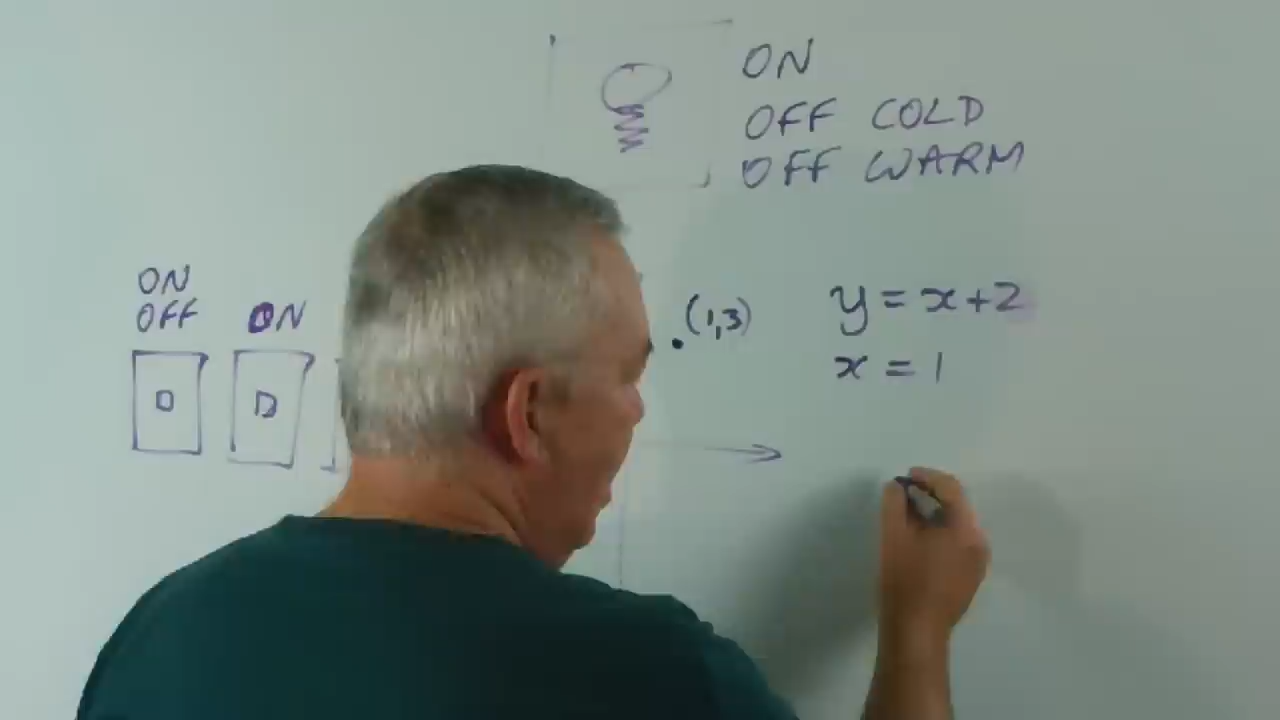 ON
OFF COLD
OFF WARM
ON
OFF
ON
(1,3)
y = x+2
x = 1